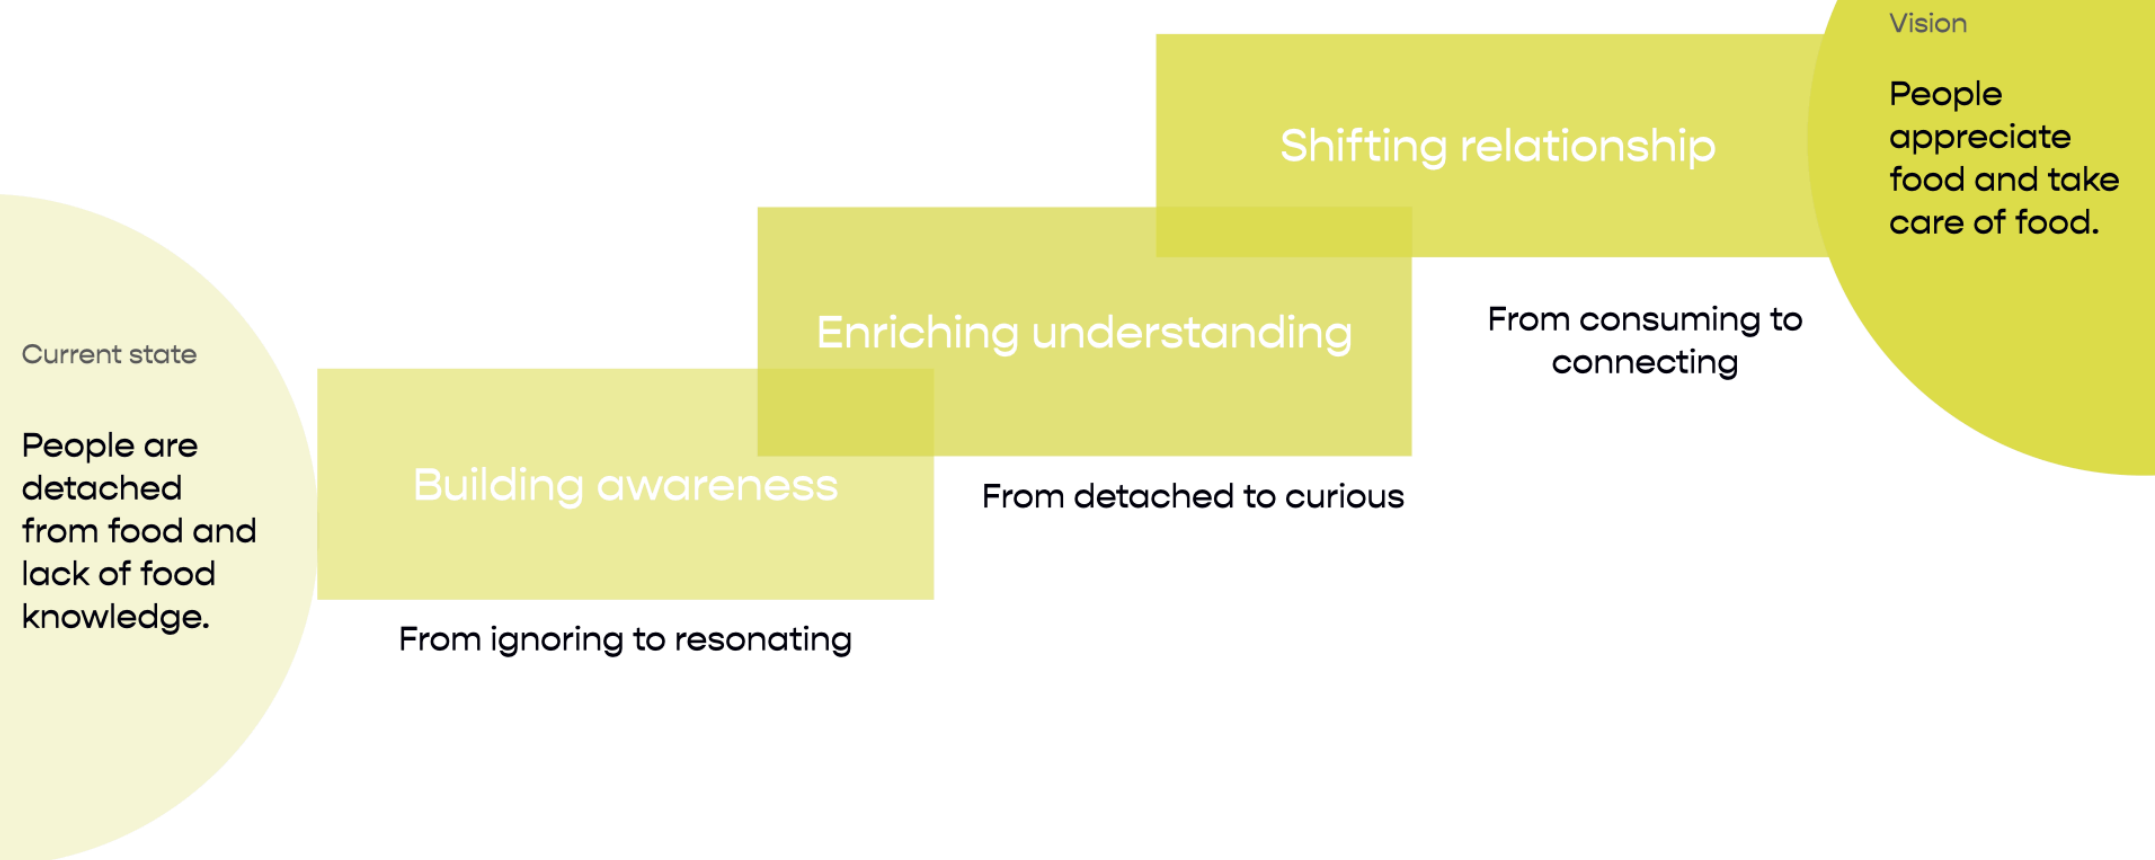 Current state
People are
detached
from food and
lack of food
knowledge.
Building awareness
From ignoring to resonating
Enriching understanding
From detached to curious
Shifting relationship
From consuming to
connecting
Vision
People
appreciate
food and take
care of food.